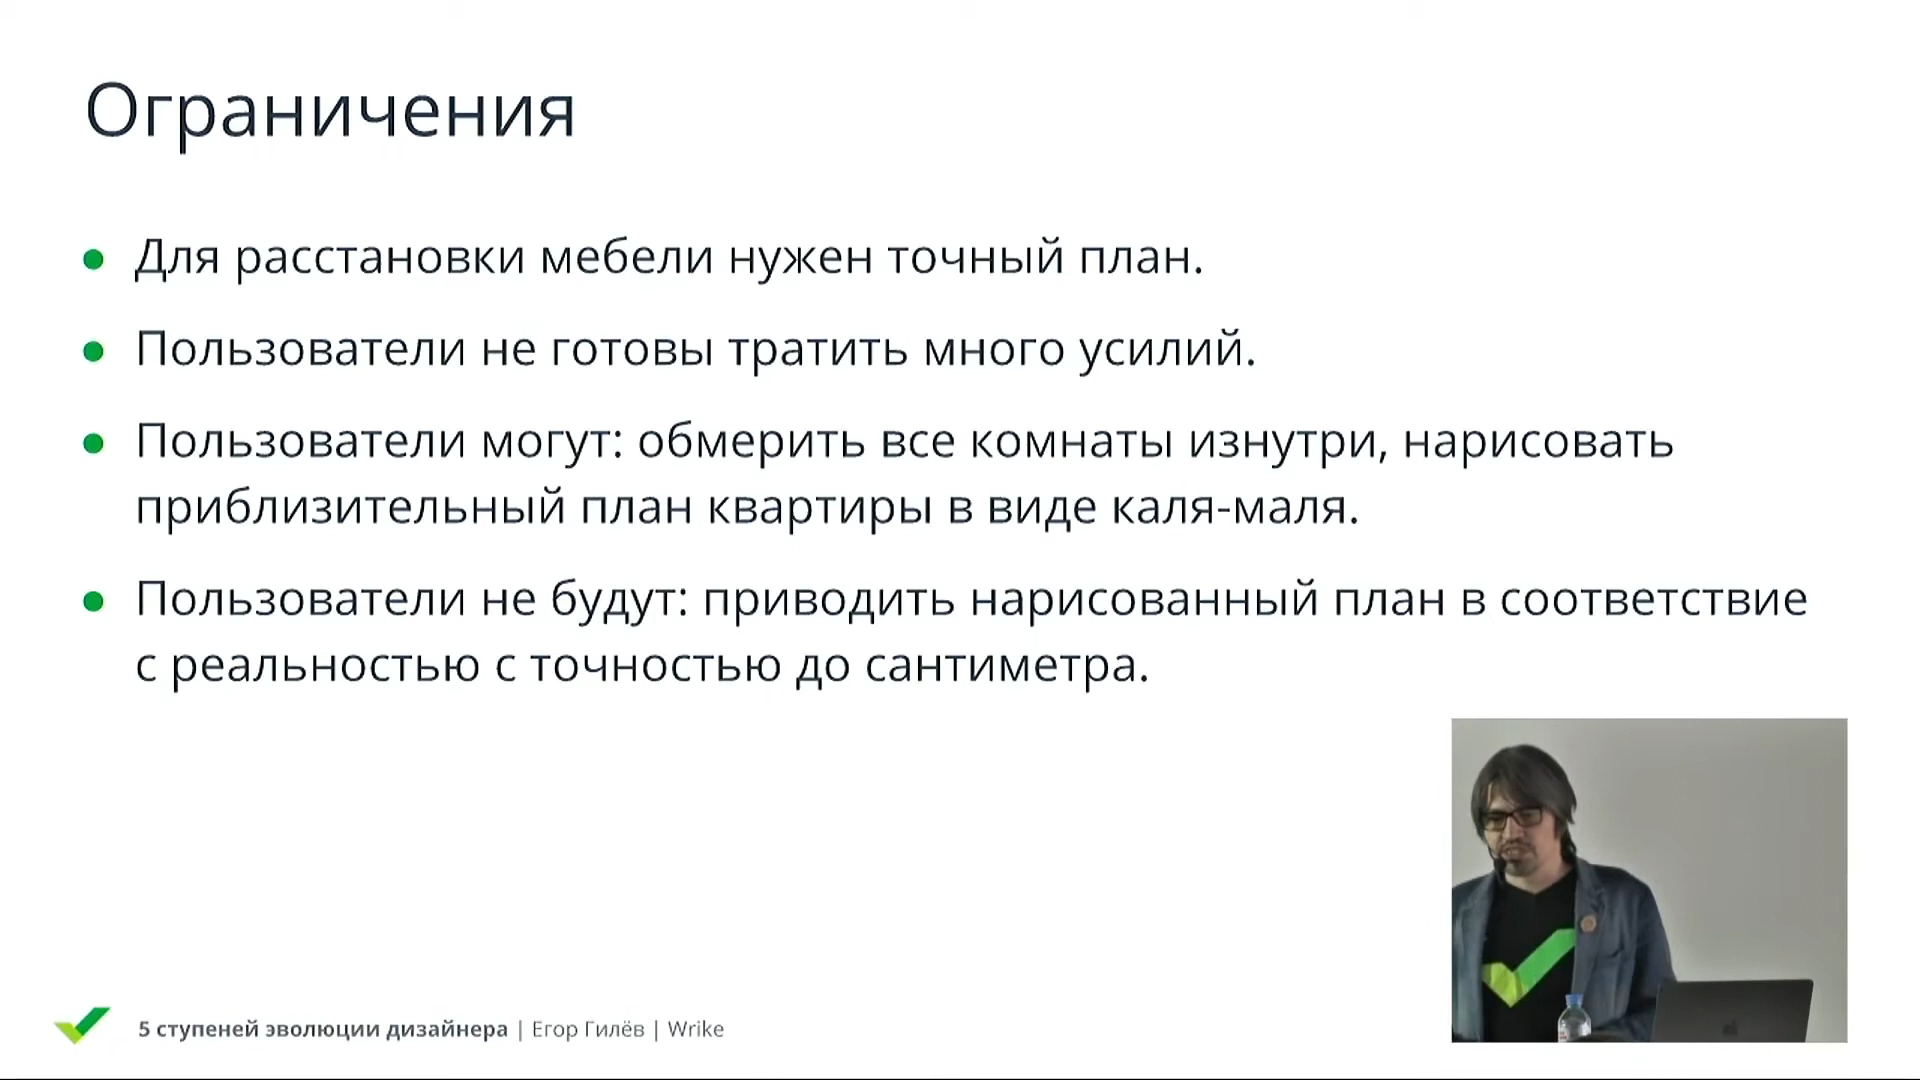 Ограничения
Для расстановки мебели нужен точный план.
Пользователи не готовы тратить много усилий.
Пользователи могут: обмерить все комнаты изнутри, нарисовать
приблизительный план квартиры в виде каля-маля.
Пользователи не будут: приводить нарисованный план в соответствие
с реальностью с точностью до сантиметра.
5 ступеней эволюции дизайнера | Егор Гилёв | Wrike